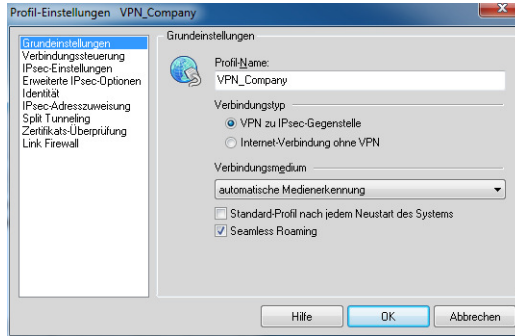 Profil-Einstellungen VPN_Company
Grundeinstellungen
Verbindungssteuerung
IPsec-Einstellungen
Erweiterte IPsec-Optionen
Identität
IPsec-Adresszuweisung
Split Tunneling
Zertifikats-Überprüfung
Link Firewall
Grundeinstellungen
Profil-Name:
VPN_Company
Verbindungstyp
VPN zu IPsec-Gegenstelle
Internet-Verbindung ohne VPN
Verbindungsmedium
automatische Medienerkennung
Standard-Profil nach jedem Neustart des Systems
Seamless Roaming
Hilfe OK Abbrechen